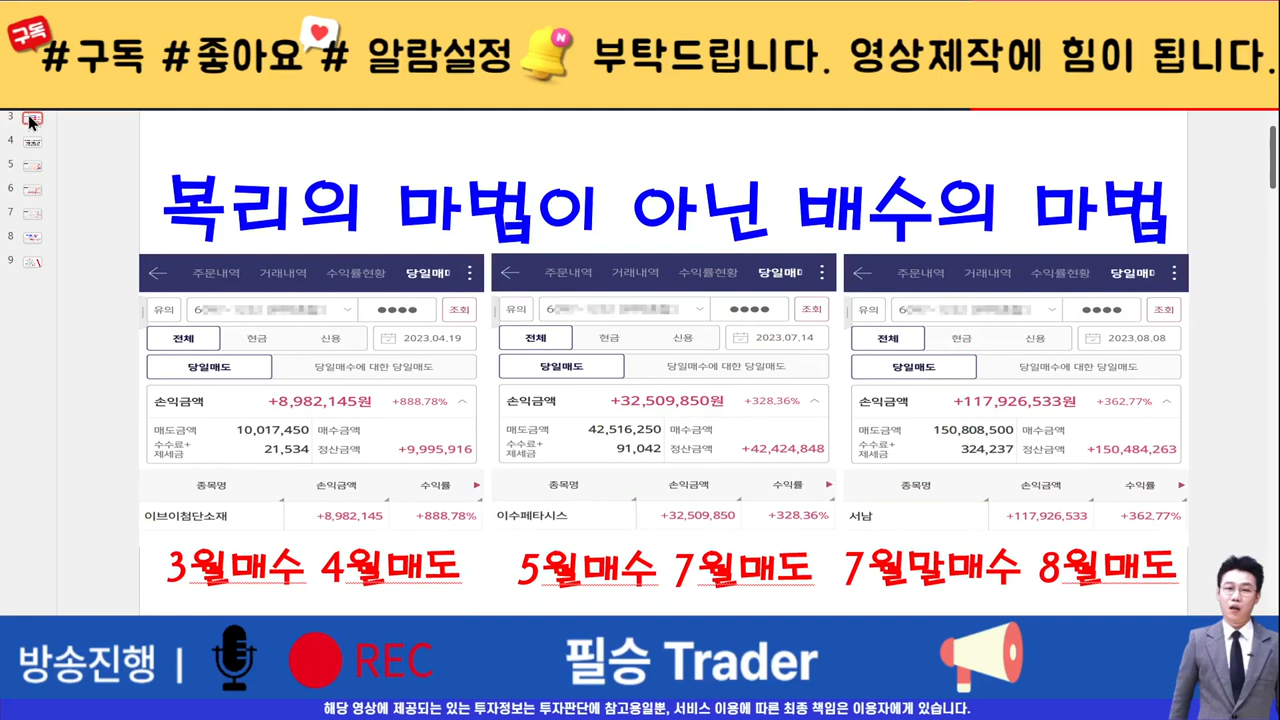 구독
#구독 #좋아요 # 알람설정 부탁드립니다. 영상제작에 힘이 됩니다.
N
3
4
5
6
7
8
9
복리의 마법이 아닌 배수의 마법
주문내역 거래내역 수익률현황 당일매
유의 6 ●●●● 조회
전체 현금 신용 2023.04.19
당일매도 당일매수에 대한 당일매도
손익금액 +8,982,145원 +888.78%
매도금액 10,017,450 매수금액
수수료+
제세금 21,534 정산금액 +9,995,916
종목명 손익금액 수익률
이브이첨단소재 +8,982,145 +888.78%
3월매수 4월매도
주문내역 거래내역 수익률현황 당일매
유의 6 ●●●● 조회
전체 현금 신용 2023.07.14
당일매도 당일매수에 대한 당일매도
손익금액 +32,509,850원 +328,36%
매도금액 42,516,250 매수금액
수수료+
제세금 91,042 정산금액 +42,424,848
종목명 손익금액 수익률
이수페타시스 +32,509,850 +328,36%
5월매수 7월매도
주문내역 거래내역 수익률현황 당일매
유의 6 ●●●● 조회
전체 현금 신용 2023.08.08
당일매도 당일매수에 대한 당일매도
손익금액 +117,926,533원 +362,77%
매도금액 150,808,500 매수금액
수수료+
제세금 324,237 정산금액 +150,484,263
종목명 손익금액 수익률
서남 +117,926,533 +362,77%
7월말매수 8월매도
방송진행 | REC 필승 Trader
해당 영상에 제공되는 있는 투자정보는 투자판단에 참고용일뿐, 서비스 이용에 따른 최종 책임은 이용자에게 있습니다.